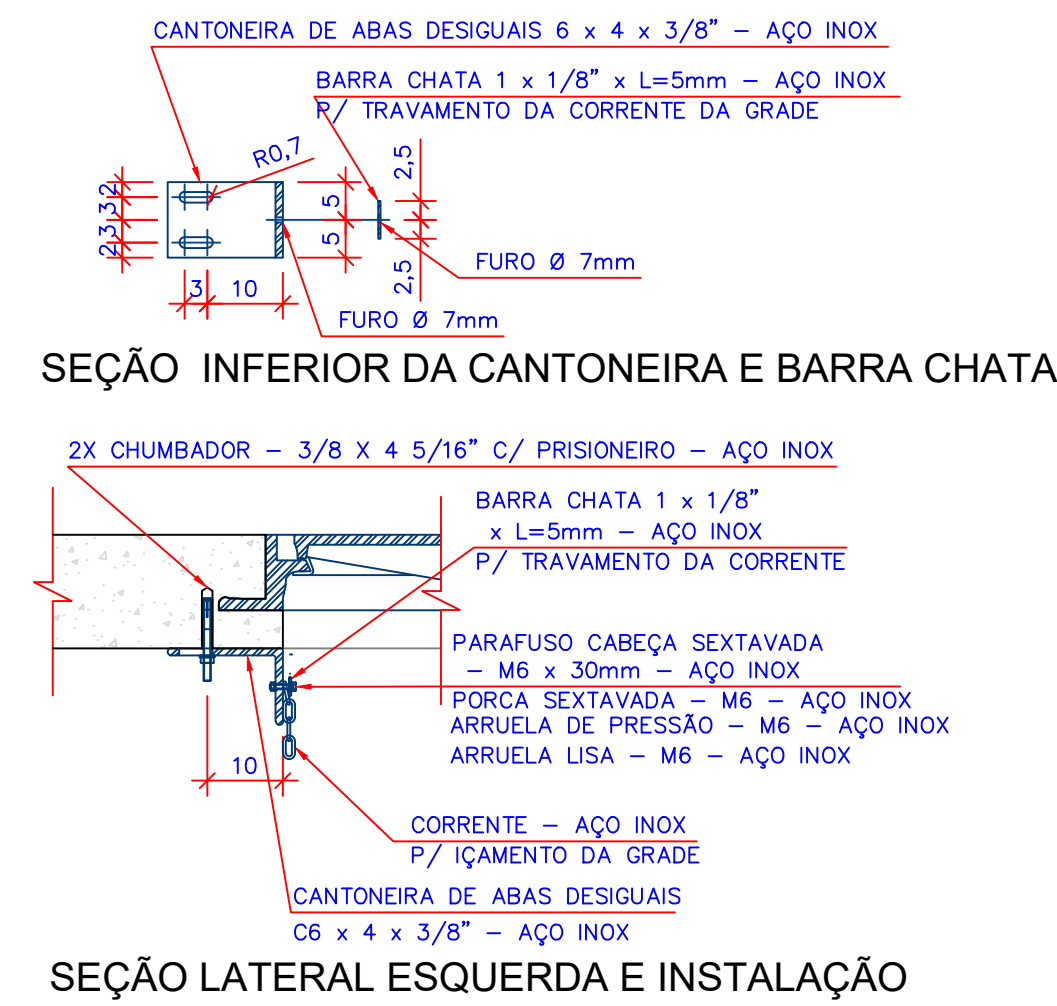 CANTONEIRA DE ABAS DESIGUAIS 6 x 4 x 3/8" – AÇO INOX
BARRA CHATA 1 x 1/8" x L=5mm – AÇO INOX
P/ TRAVAMENTO DA CORRENTE DA GRADE
R0,7
2
3
3
2
5
5
2,5
2,5
3
10
FURO Ø 7mm
FURO Ø 7mm
SEÇÃO INFERIOR DA CANTONEIRA E BARRA CHATA
2X CHUMBADOR – 3/8 X 4 5/16" C/ PRISIONEIRO – AÇO INOX
BARRA CHATA 1 x 1/8"
x L=5mm – AÇO INOX
P/ TRAVAMENTO DA CORRENTE
PARAFUSO CABEÇA SEXTAVADA
– M6 x 30mm – AÇO INOX
PORCA SEXTAVADA – M6 – AÇO INOX
ARRUELA DE PRESSÃO – M6 – AÇO INOX
ARRUELA LISA – M6 – AÇO INOX
10
CORRENTE – AÇO INOX
P/ IÇAMENTO DA GRADE
CANTONEIRA DE ABAS DESIGUAIS
C6 x 4 x 3/8" – AÇO INOX
SEÇÃO LATERAL ESQUERDA E INSTALAÇÃO